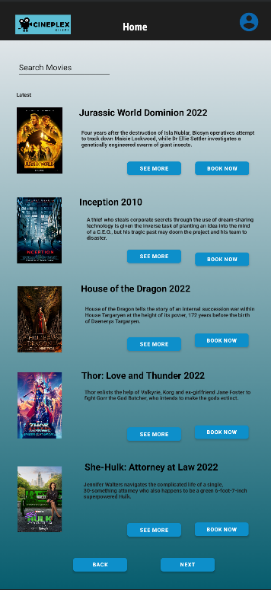 CINEPLEX
Home
Search Movies
Latest
Jurassic World Dominion 2022
Four years after the destruction of Isla Nublar, Biosyn operatives attempt
to track down Maisie Lockwood, while Dr Ellie Sattler investigates a
genetically engineered swarm of giant insects.
SEE MORE
BOOK NOW
Inception 2010
A thief who steals corporate secrets through the use of dream-sharing
technology is given the inverse task of planting an idea into the mind
of a C.E.O., but his tragic past may doom the project and his team to
disaster.
SEE MORE
BOOK NOW
House of the Dragon 2022
House of the Dragon tells the story of an internal succession war within
House Targaryen at the height of its power, 172 years before the birth
of Daenerys Targaryen.
SEE MORE
BOOK NOW
Thor: Love and Thunder 2022
Thor enlists the help of Valkyrie, Korg and ex-girlfriend Jane Foster to
fight Gorr the God Butcher, who intends to make the gods extinct.
SEE MORE
BOOK NOW
She-Hulk: Attorney at Law 2022
Jennifer Walters navigates the complicated life of a single,
30-something attorney who also happens to be a green 6-foot-7-inch
superpowered Hulk.
SEE MORE
BOOK NOW
BACK
NEXT